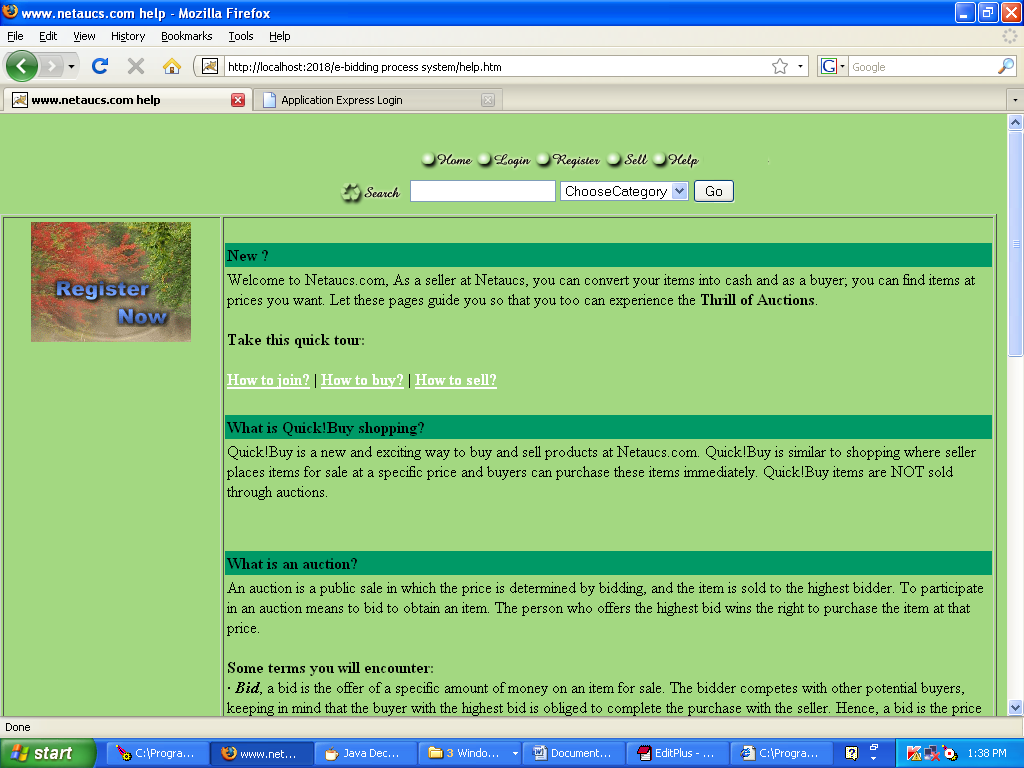 www.netaucs.com help - Mozilla Firefox
File Edit View History Bookmarks Tools Help
http://localhost:2018/e-bidding process system/help.htm
G Google
www.netaucs.com help Application Express Login
Home Login Register Sell Help
Search ChooseCategory Go
Register
Now
New ?
Welcome to Netaucs.com, As a seller at Netaucs, you can convert your items into cash and as a buyer; you can find items at
prices you want. Let these pages guide you so that you too can experience the Thrill of Auctions.
Take this quick tour:
How to join? | How to buy? | How to sell?
What is Quick!Buy shopping?
Quick!Buy is a new and exciting way to buy and sell products at Netaucs.com. Quick!Buy is similar to shopping where seller
places items for sale at a specific price and buyers can purchase these items immediately. Quick!Buy items are NOT sold
through auctions.
What is an auction?
An auction is a public sale in which the price is determined by bidding, and the item is sold to the highest bidder. To participate
in an auction means to bid to obtain an item. The person who offers the highest bid wins the right to purchase the item at that
price.
Some terms you will encounter:
· Bid, a bid is the offer of a specific amount of money on an item for sale. The bidder competes with other potential buyers,
keeping in mind that the buyer with the highest bid is obliged to complete the purchase with the seller. Hence, a bid is the price
Done
start C:\Progra... www.net... Java Dec... 3 Windo... Document... EditPlus - ... C:\Progra... 1:38 PM